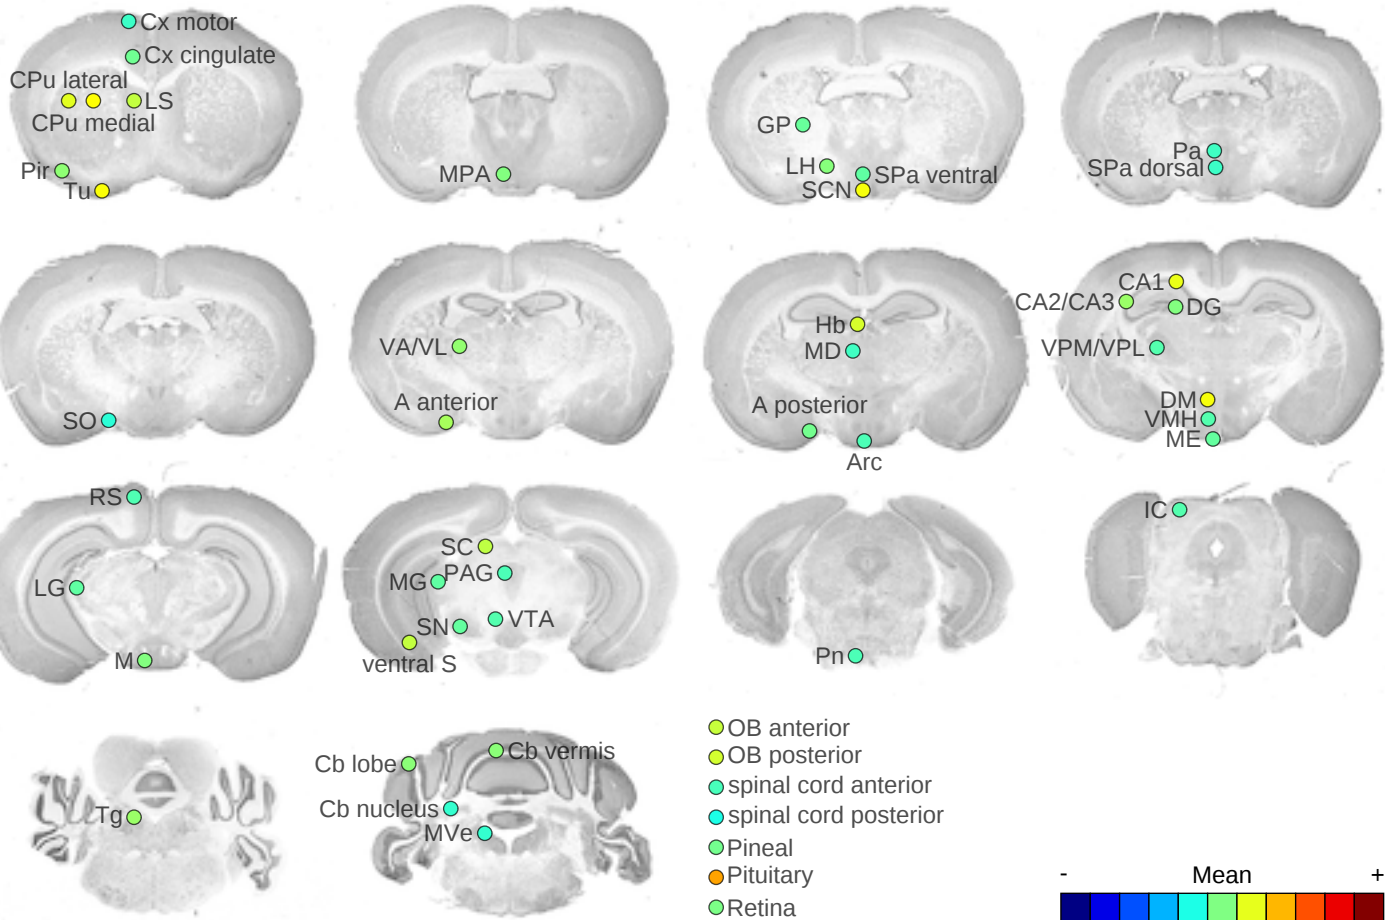 Cx motor
Cx cingulate
CPu lateral
LS
CPu medial
Pir
Tu
MPA
GP
LH
SPa ventral
SCN
Pa
SPa dorsal
SO
VA/VL
A anterior
Hb
MD
A posterior
Arc
CA1
CA2/CA3
DG
VPM/VPL
DM
VMH
ME
RS
LG
M
SC
PAG
MG
VTA
SN
ventral S
Pn
IC
Tg
Cb vermis
Cb lobe
Cb nucleus
MVe
OB anterior
OB posterior
spinal cord anterior
spinal cord posterior
Pineal
Pituitary
Retina
- Mean +